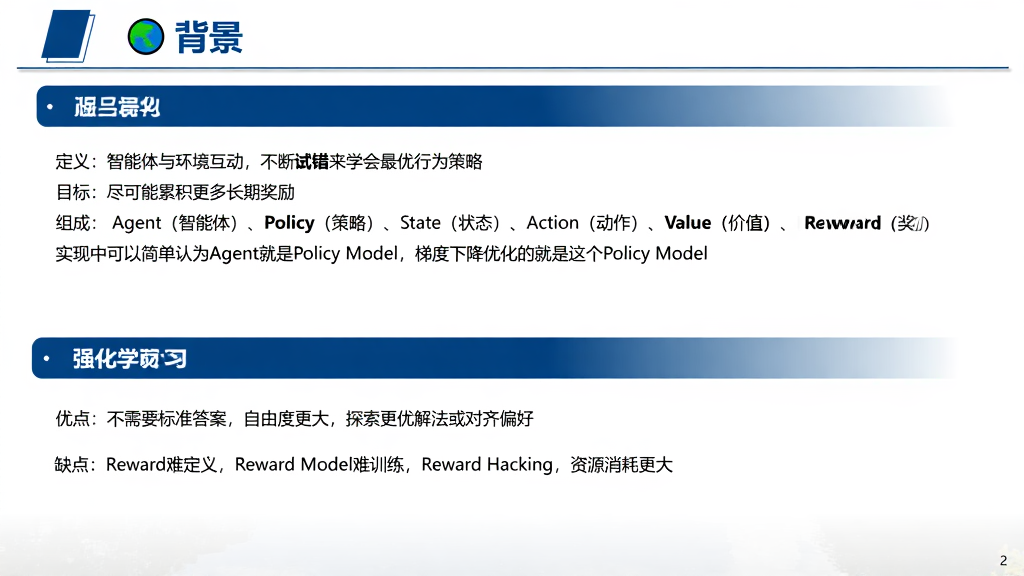 背景
定义：智能体与环境互动，不断试错来学会最优行为策略
目标：尽可能累积更多长期奖励
组成： Agent（智能体）、Policy（策略）、State（状态）、Action（动作）、Value（价值）、
实现中可以简单认为Agent就是Policy Model，梯度下降优化的就是这个Policy Model
强化学 习
优点：不需要标准答案，自由度更大，探索更优解法或对齐偏好
缺点：Reward难定义，Reward Model难训练，Reward Hacking，资源消耗更大
2